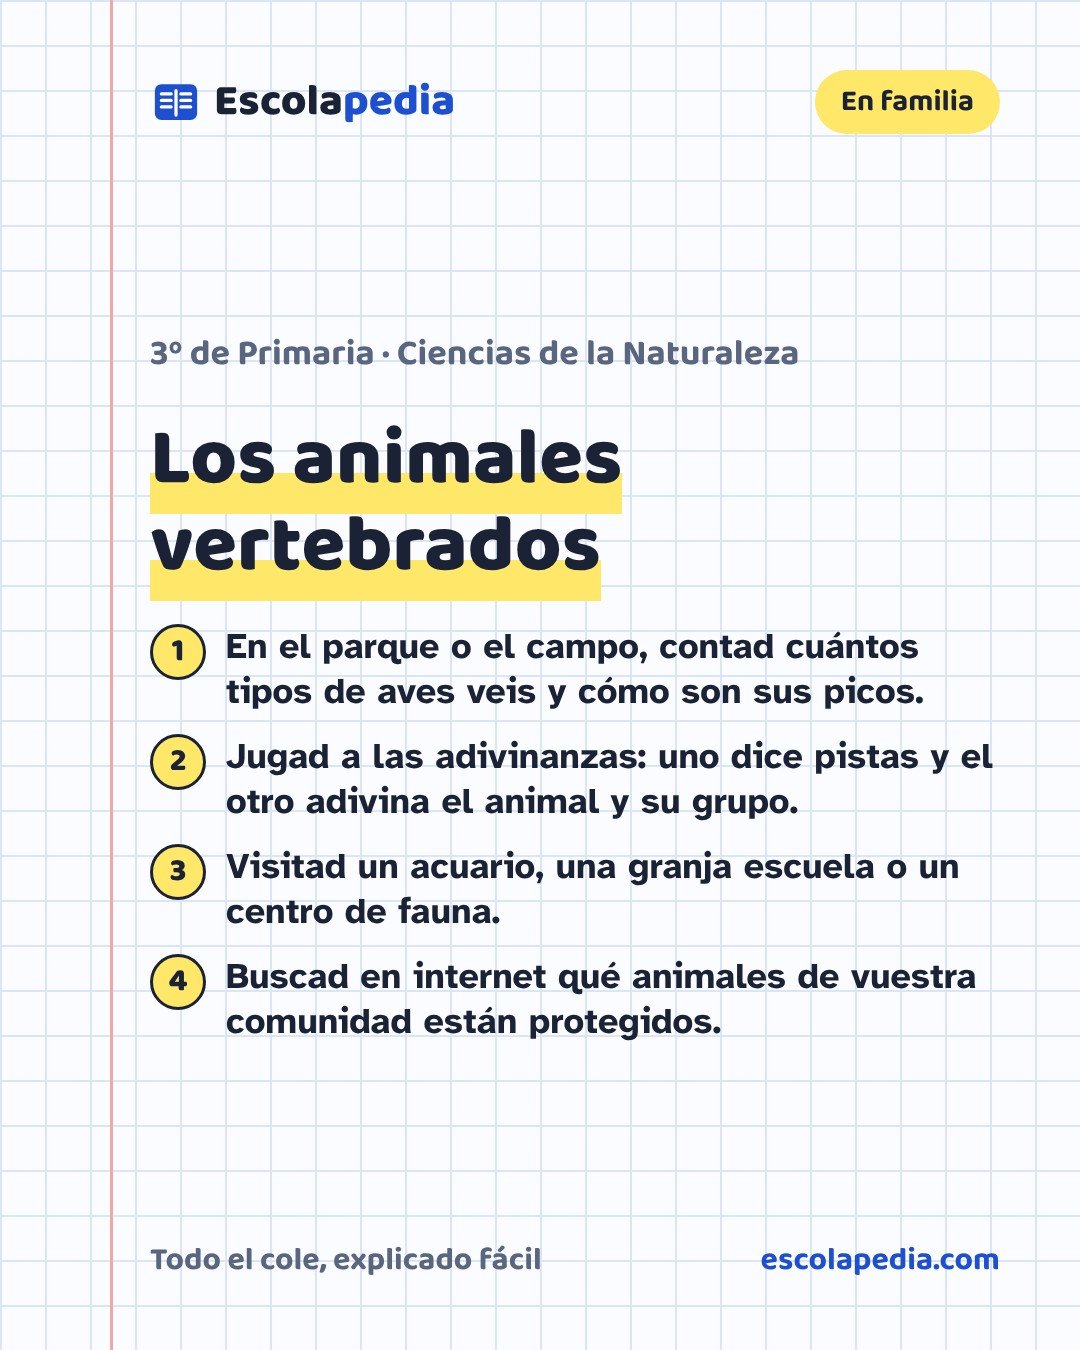 Escolapedia
En familia
3º de Primaria · Ciencias de la Naturaleza
Los animales
vertebrados
1 En el parque o el campo, contad cuántos
tipos de aves veis y cómo son sus picos.
2 Jugad a las adivinanzas: uno dice pistas y el
otro adivina el animal y su grupo.
3 Visitad un acuario, una granja escuela o un
centro de fauna.
4 Buscad en internet qué animales de vuestra
comunidad están protegidos.
Todo el cole, explicado fácil
escolapedia.com